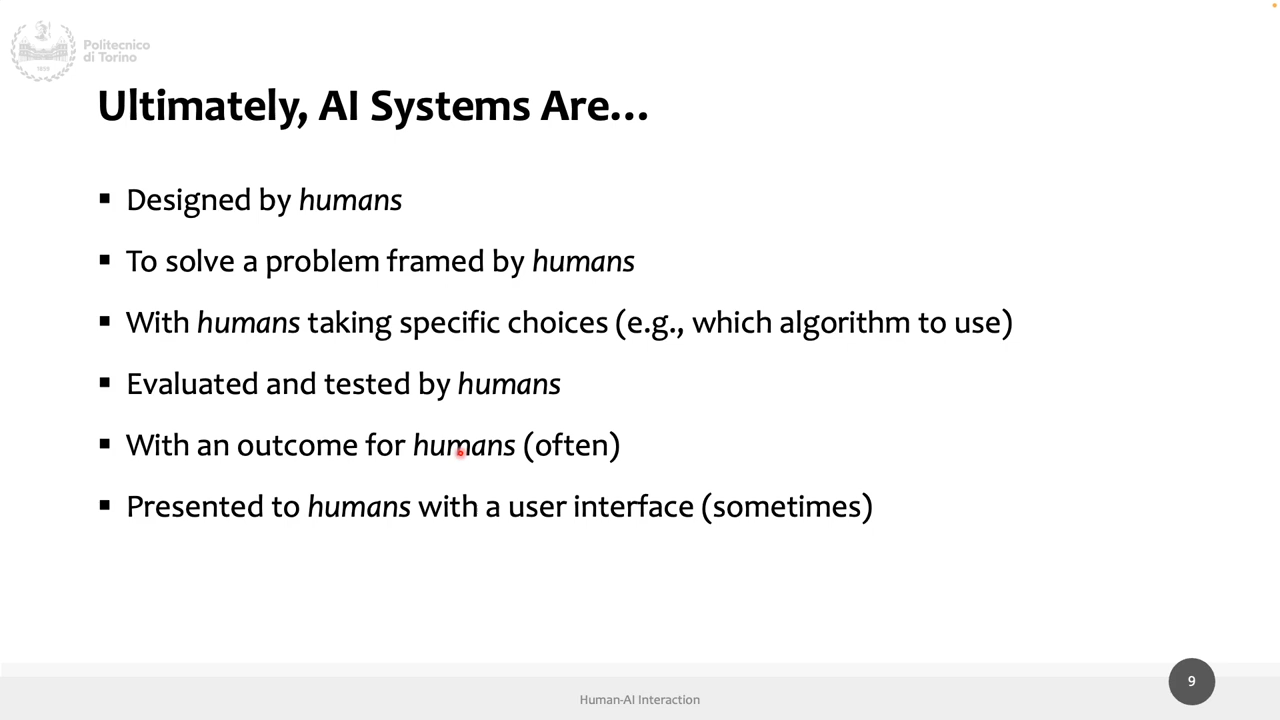 Politecnico
di Torino
1859
Ultimately, AI Systems Are...
▪ Designed by humans
▪ To solve a problem framed by humans
▪ With humans taking specific choices (e.g., which algorithm to use)
▪ Evaluated and tested by humans
▪ With an outcome for humans (often)
▪ Presented to humans with a user interface (sometimes)
Human-AI Interaction
9